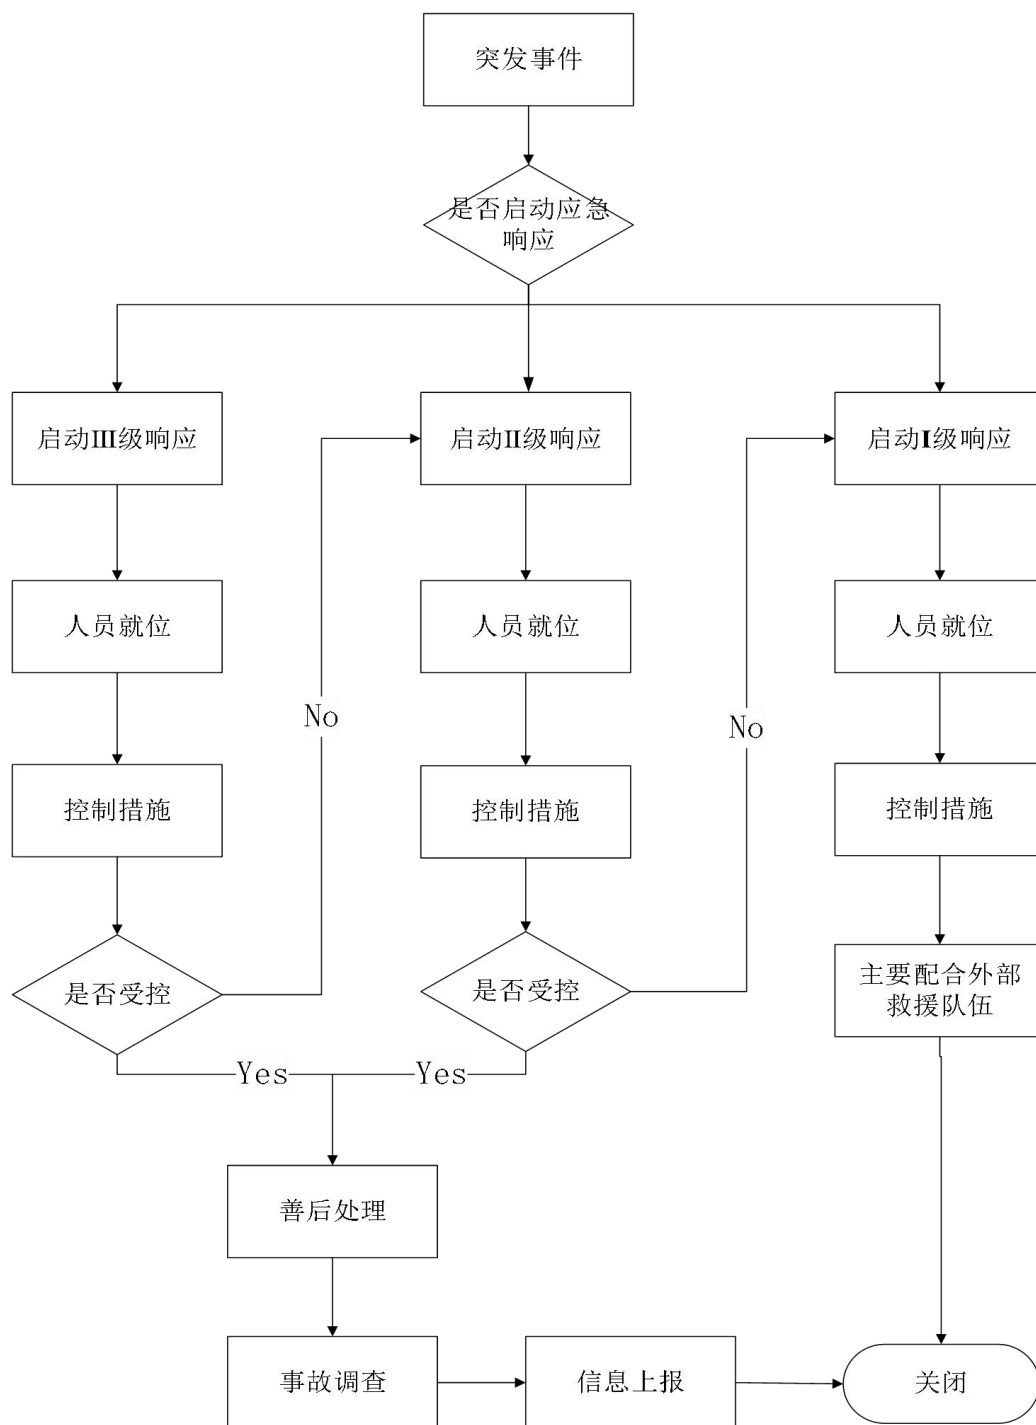 突发事件
是否启动应急
响应
启动III级响应
启动II级响应
启动I级响应
人员就位
人员就位
人员就位
No
No
控制措施
控制措施
控制措施
是否受控
是否受控
主要配合外部
救援队伍
Yes
Yes
善后处理
事故调查
信息上报
关闭